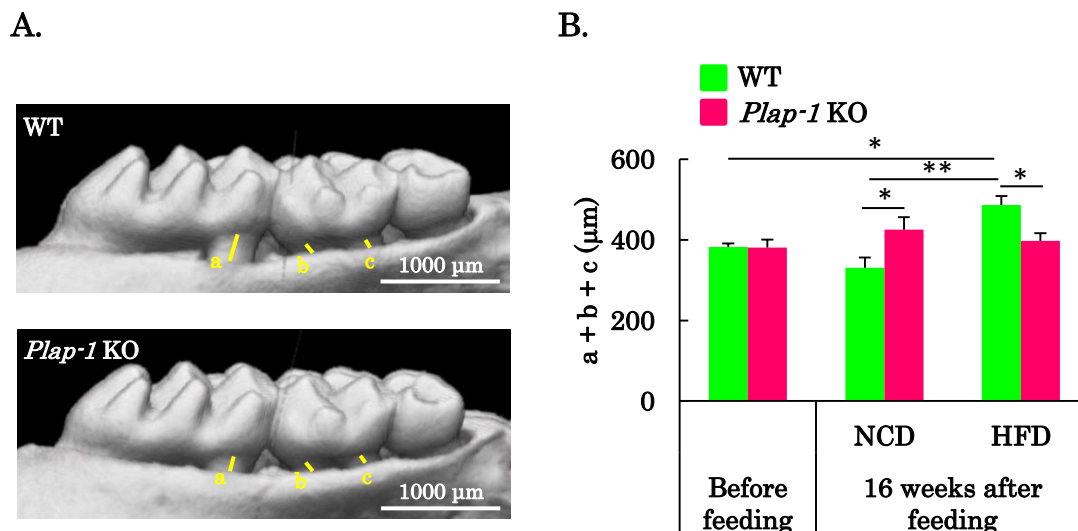 A.
WT
a
b
c
1000 μm
Plap-1 KO
a
b
c
1000 μm
B.
WT
Plap-1 KO
a + b + c (μm)
600
400
200
0
*
**
*
*
NCD
HFD
Before
feeding
16 weeks after
feeding